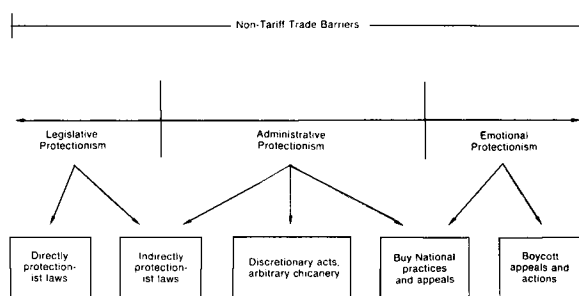 Non-Tariff Trade Barriers
Legislative
Protectionism
Administrative
Protectionism
Emotional
Protectionism
Directly
protection-
ist laws
Indirectly
protection-
ist laws
Discretionary acts,
arbitrary chicanery
Buy National
practices
and appeals
Boycott
appeals and
actions